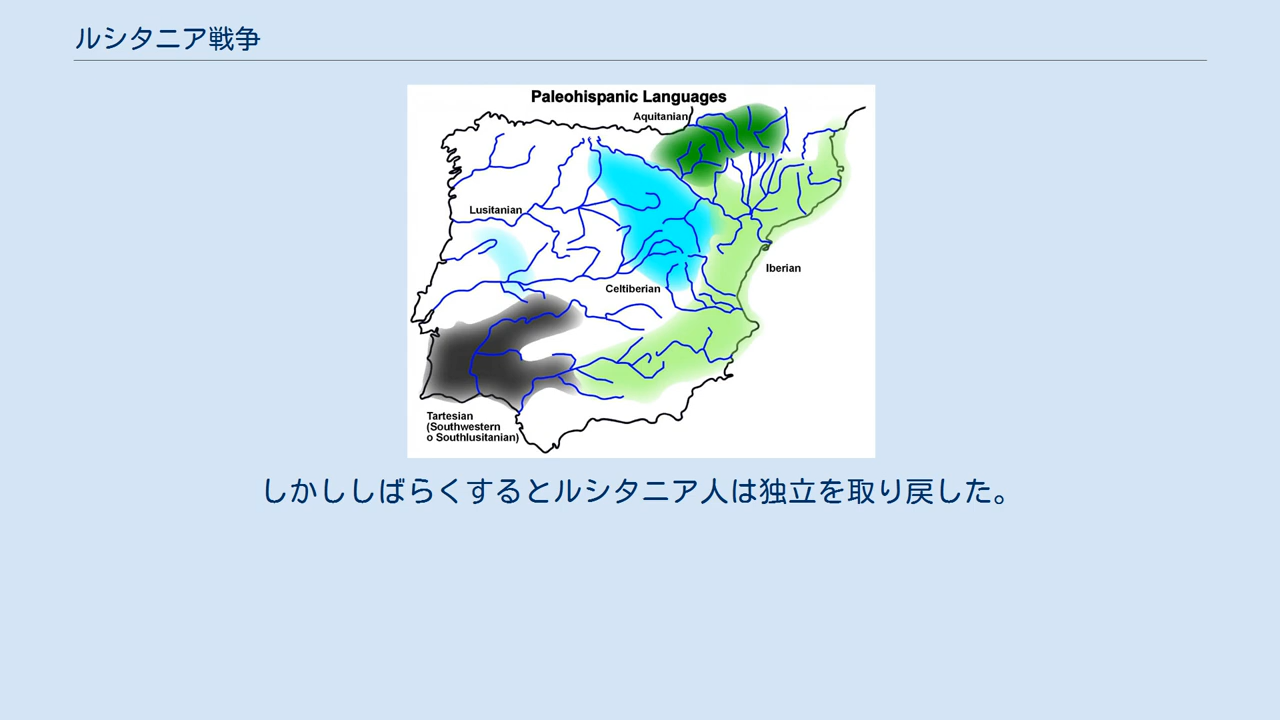 ルシタニア戦争
Paleohispanic Languages
Aquitanian
Lusitanian
Iberian
Celtiberian
Tartesian
(Southwestern
o Southlusitanian)
しかししばらくするとルシタニア人は独立を取り戻した。